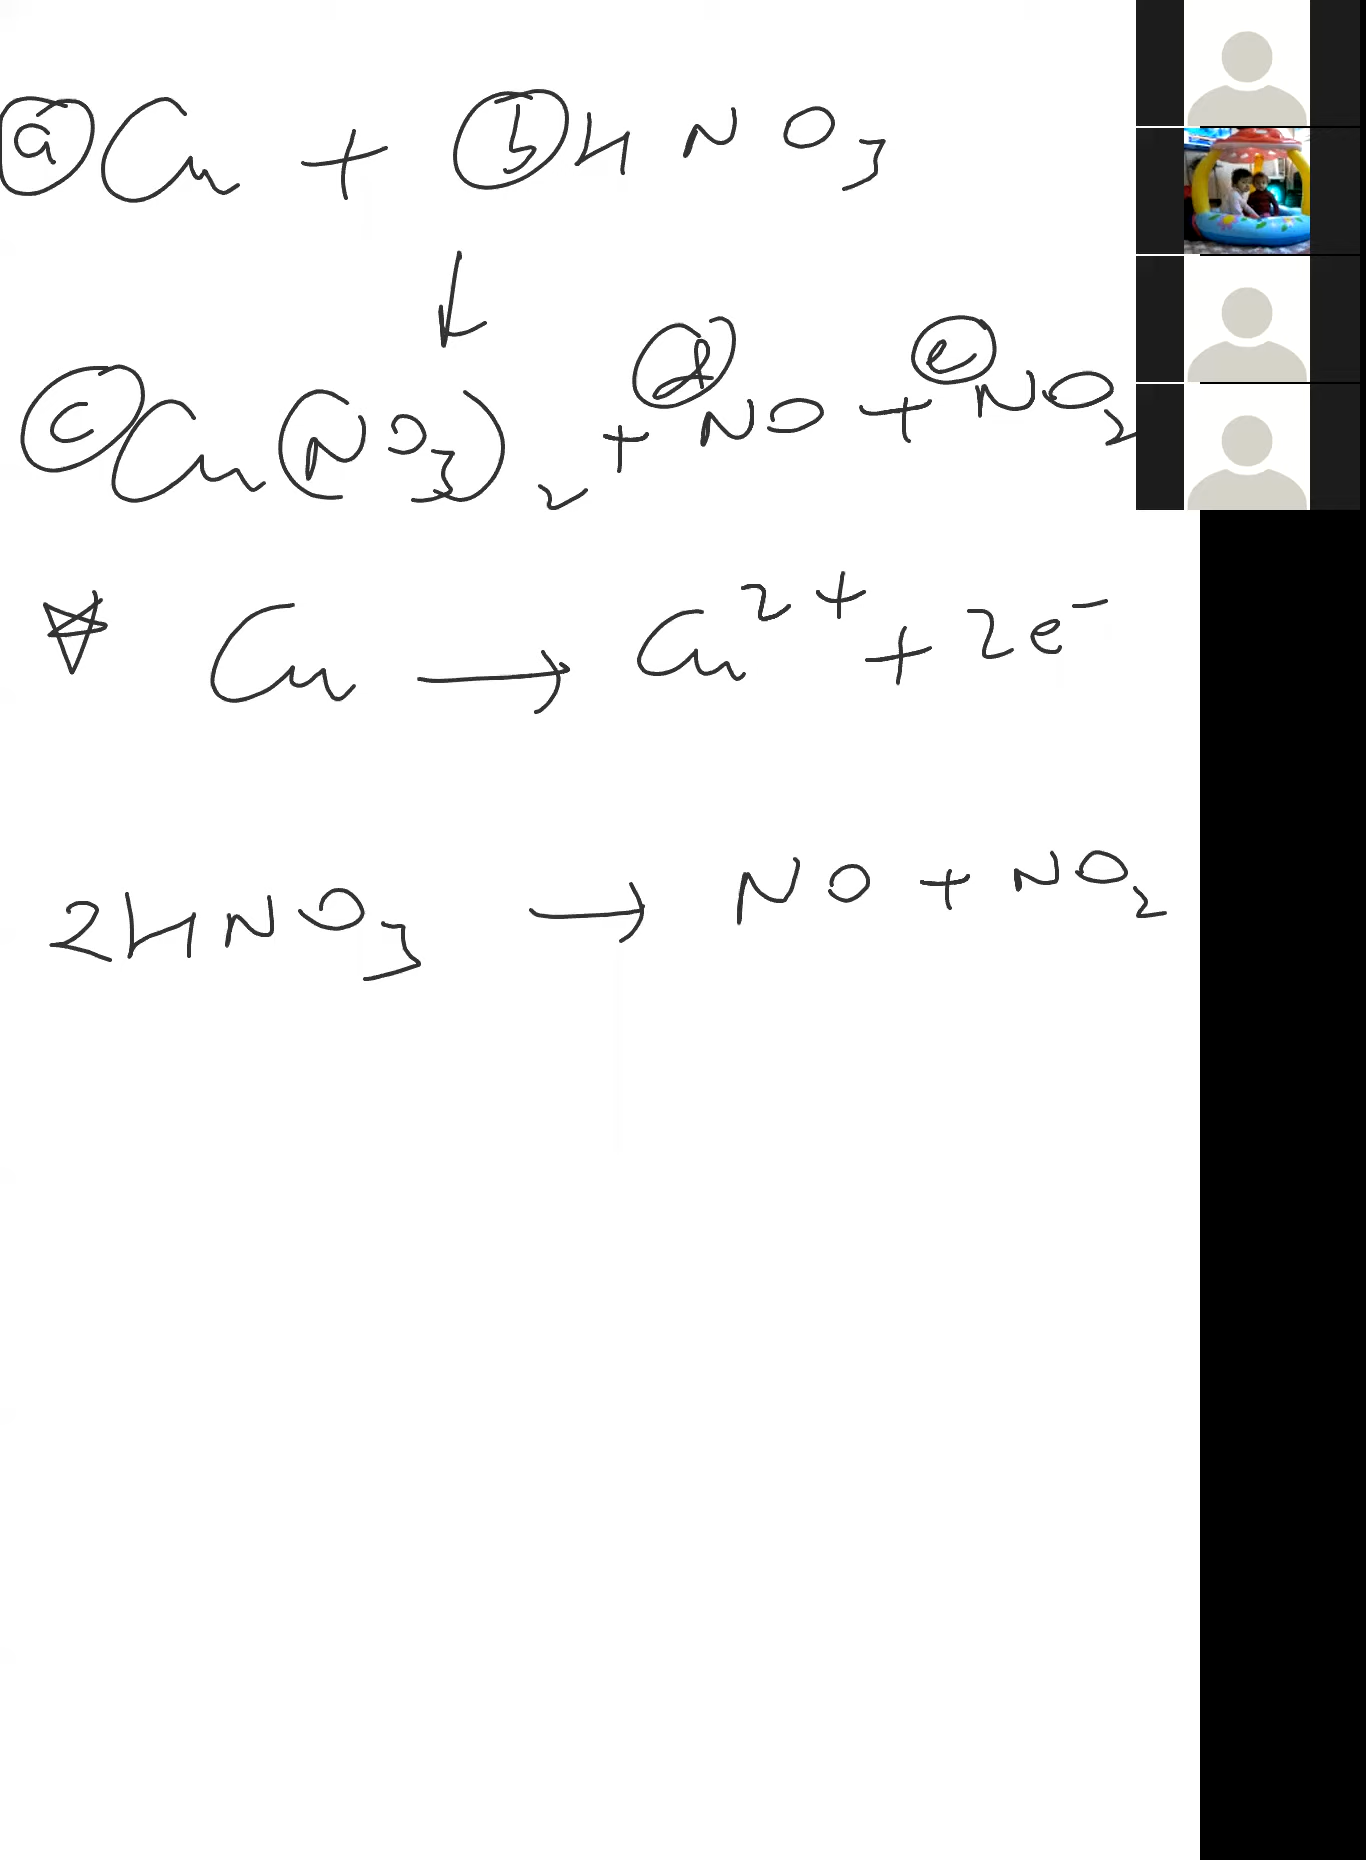 a Cu + b HNO3
↓
c Cu(NO3)2 + d NO + e NO2
☆ Cu → Cu2+ + 2e-
2HNO3 → NO + NO2